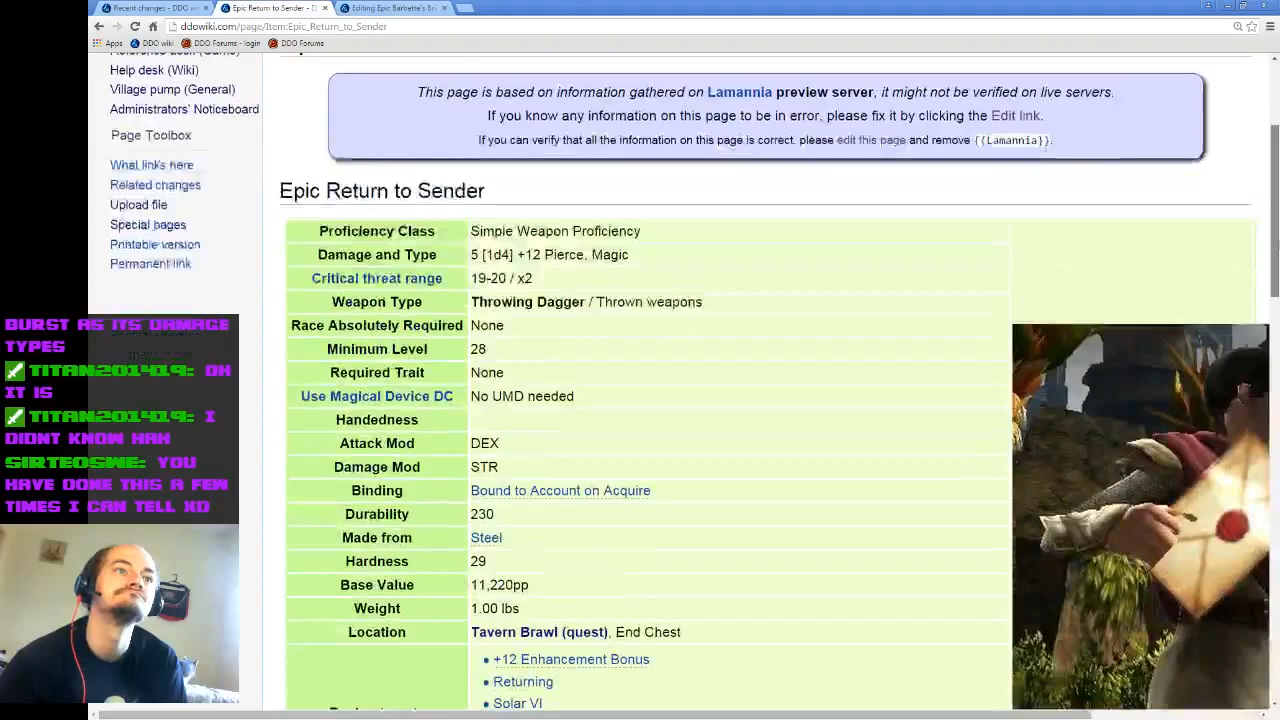 Recent changes - DDO wi
Epic Return to Sender - D
Editing Epic Barbette's Br
ddowiki.com/page/Item:Epic_Return_to_Sender
Apps DDO wiki DDO Forums - login DDO Forums
Help desk (Wiki)
Village pump (General)
Administrators' Noticeboard
Page Toolbox
What links here
Related changes
Upload file
Special pages
Printable version
Permanent link
This page is based on information gathered on Lamannia preview server, it might not be verified on live servers.
If you know any information on this page to be in error, please fix it by clicking the Edit link.
If you can verify that all the information on this page is correct, please edit this page and remove {{Lamannia}}.
Epic Return to Sender
Proficiency Class Simple Weapon Proficiency
Damage and Type 5 [1d4] +12 Pierce, Magic
Critical threat range 19-20 / x2
Weapon Type Throwing Dagger / Thrown weapons
Race Absolutely Required None
Minimum Level 28
Required Trait None
Use Magical Device DC No UMD needed
Handedness
Attack Mod DEX
Damage Mod STR
Binding Bound to Account on Acquire
Durability 230
Made from Steel
Hardness 29
Base Value 11,220pp
Weight 1.00 lbs
Location Tavern Brawl (quest), End Chest
• +12 Enhancement Bonus
• Returning
• Solar VI
BURST AS ITS DAMAGE
TYPES
TITAN201419: OH
IT IS
TITAN201419: I
DIDNT KNOW HAH
SIRTEOSWE: YOU
HAVE DONE THIS A FEW
TIMES I CAN TELL XD